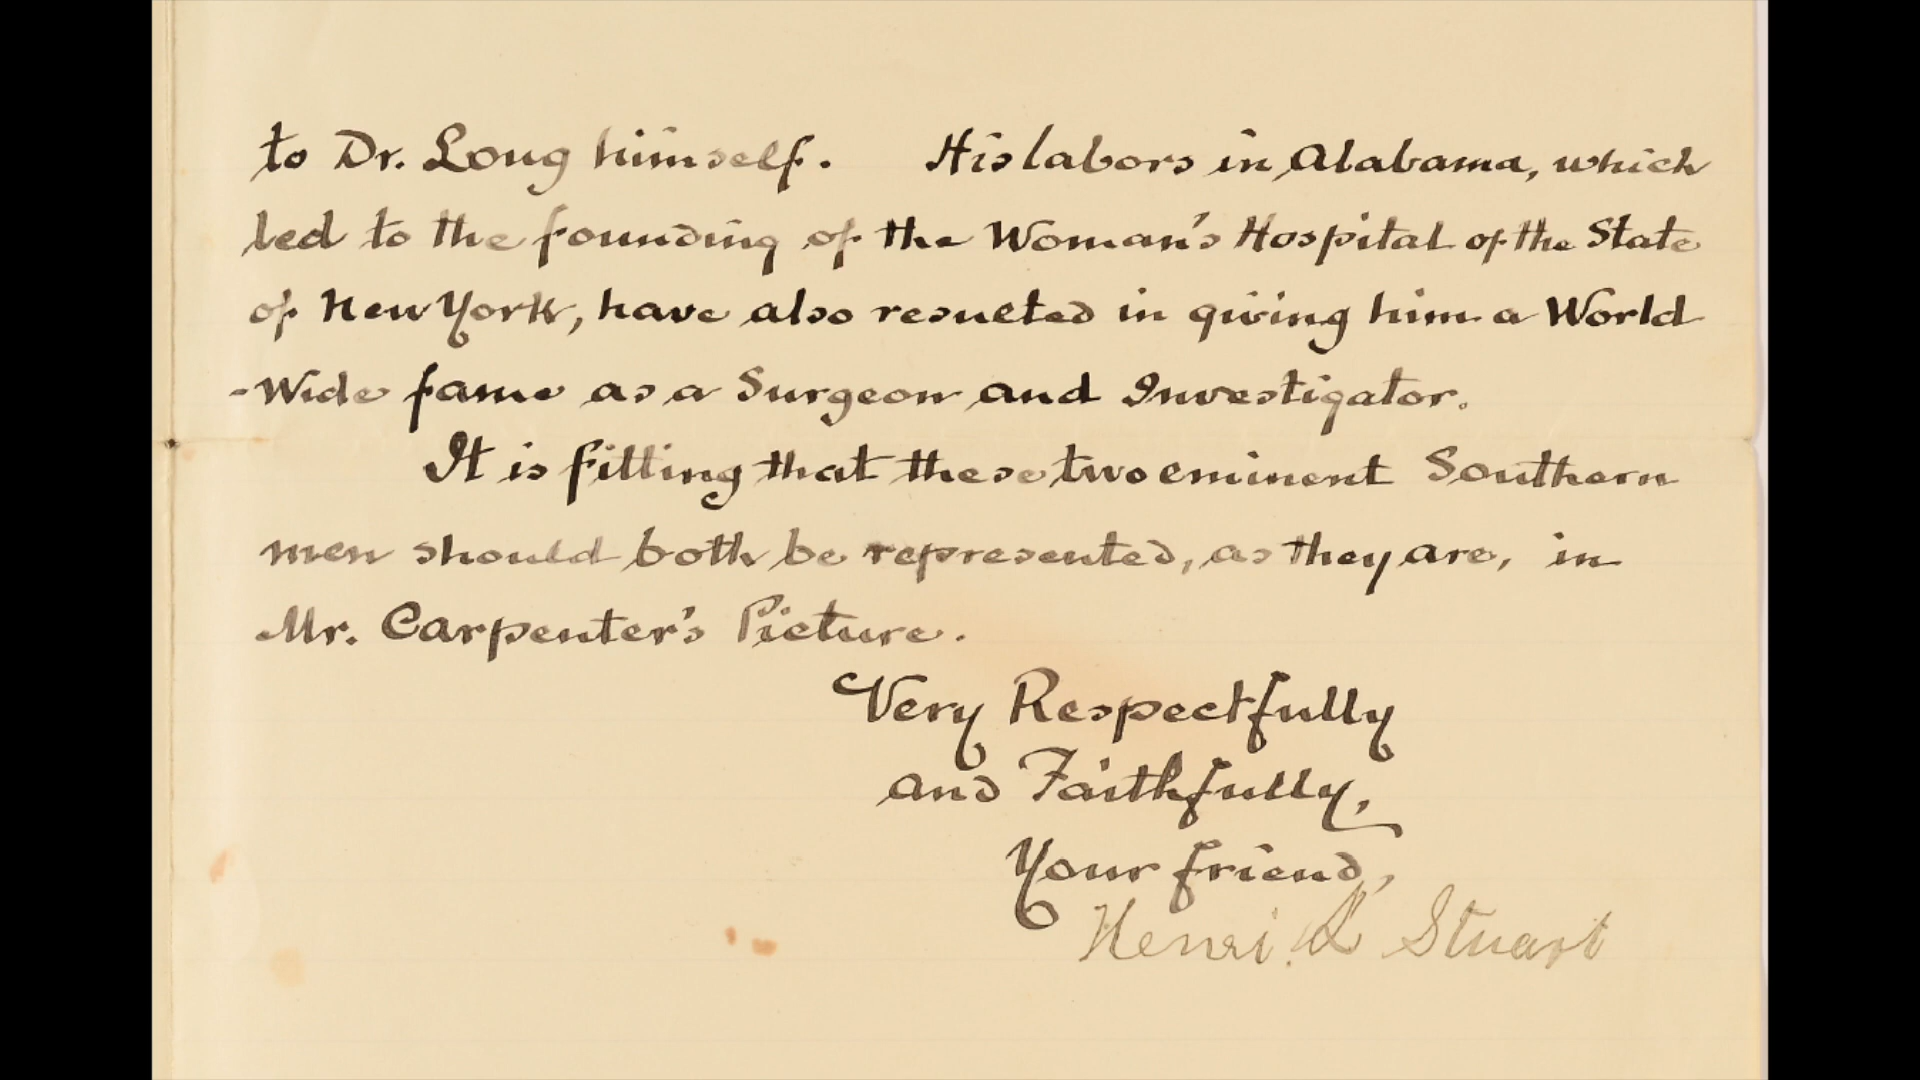 to Dr. Long himself. His labors in Alabama, which
led to the founding of the Woman's Hospital of the State
of New York, have also resulted in giving him a World
-Wide fame as a Surgeon and Investigator.
It is fitting that these two eminent Southern
men should both be represented, as they are, in
Mr. Carpenter's Picture.
Very Respectfully
and Faithfully,
Your friend,
Henri L Stuart